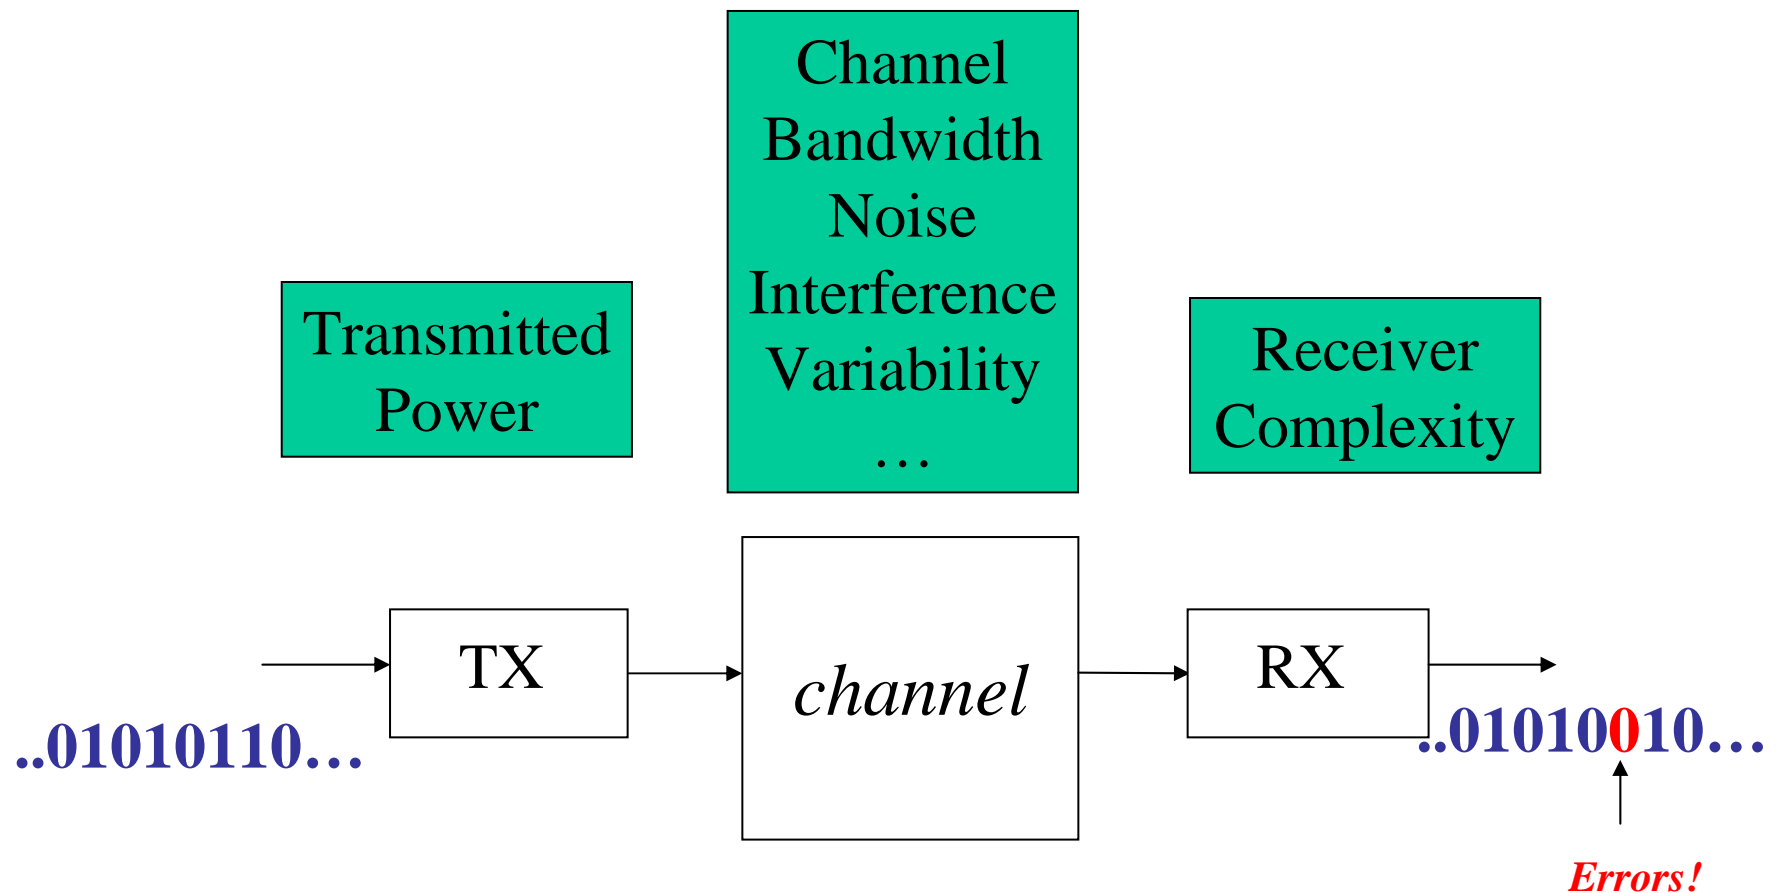 Channel
Bandwidth
Noise
Interference
Variability
…
Transmitted
Power
Receiver
Complexity
TX
channel
RX
..01010110…
..01010010…
Errors!